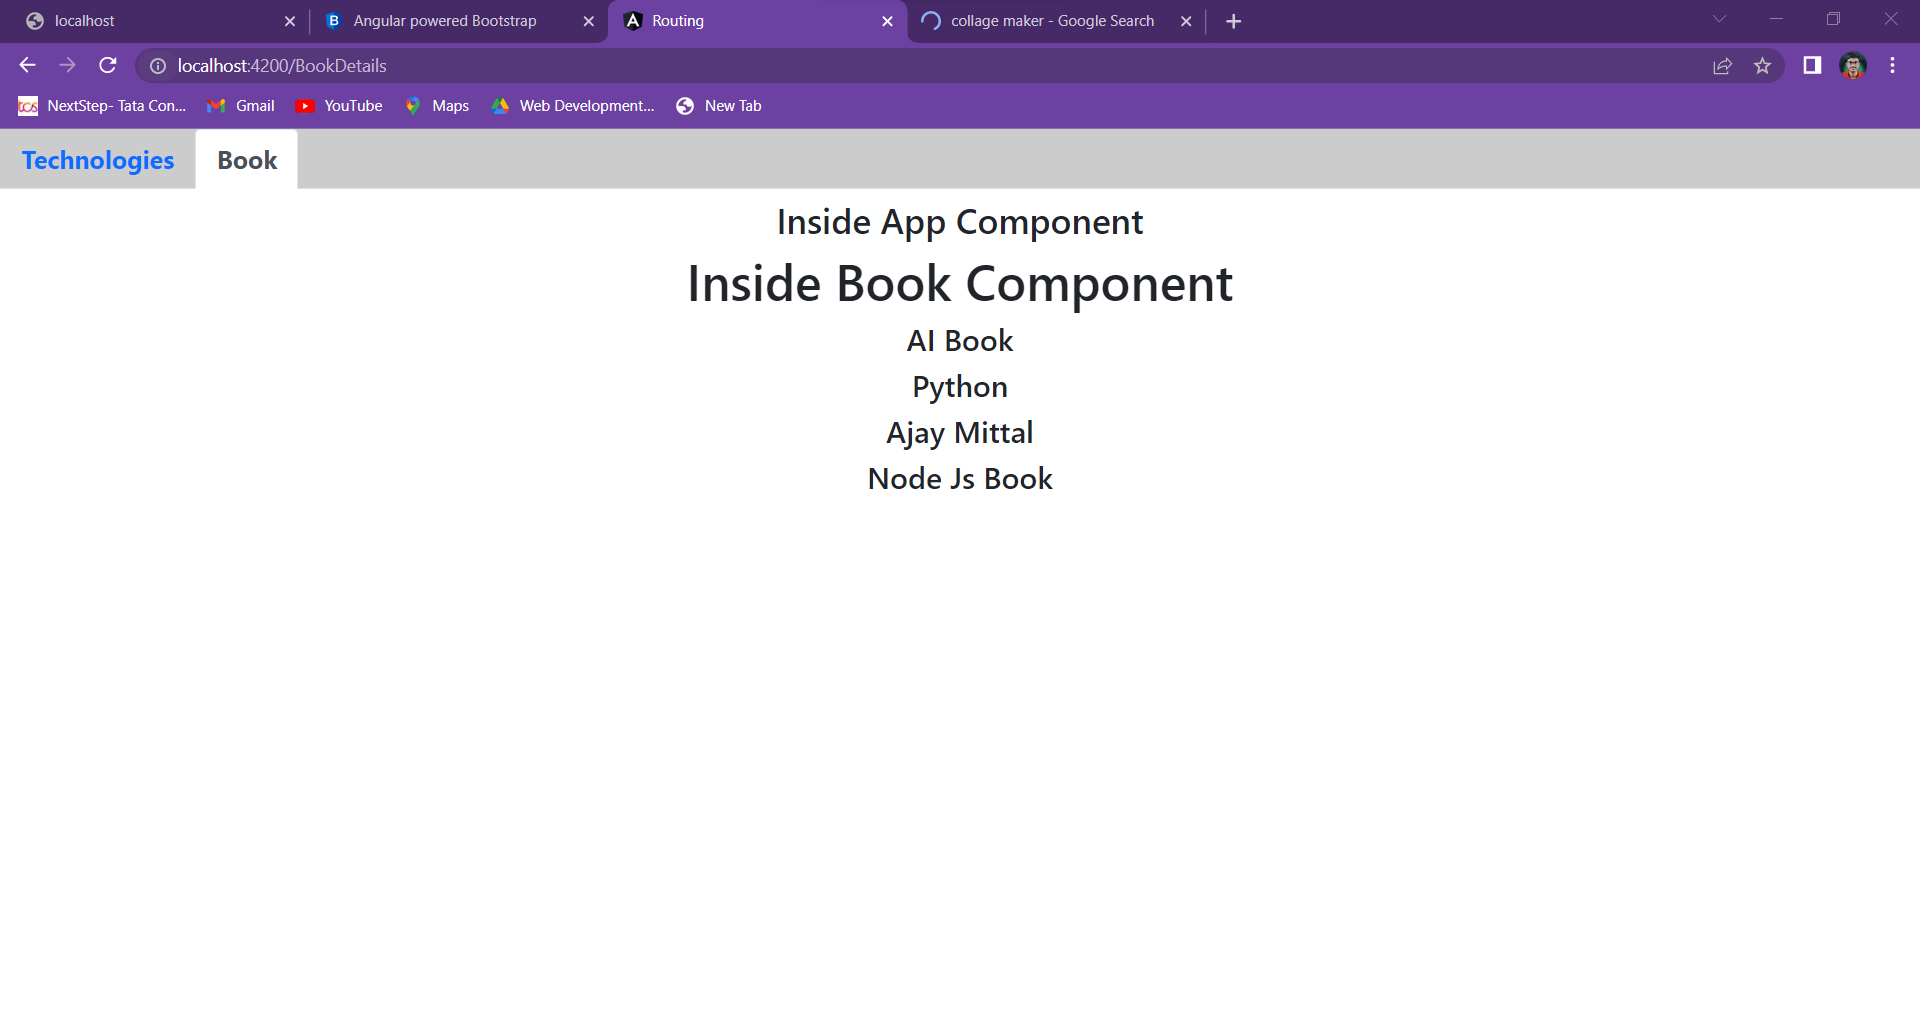 localhost
Angular powered Bootstrap
Routing
collage maker - Google Search
localhost:4200/BookDetails
tcs NextStep- Tata Con...
Gmail
YouTube
Maps
Web Development...
New Tab
Technologies
Book
Inside App Component
Inside Book Component
AI Book
Python
Ajay Mittal
Node Js Book